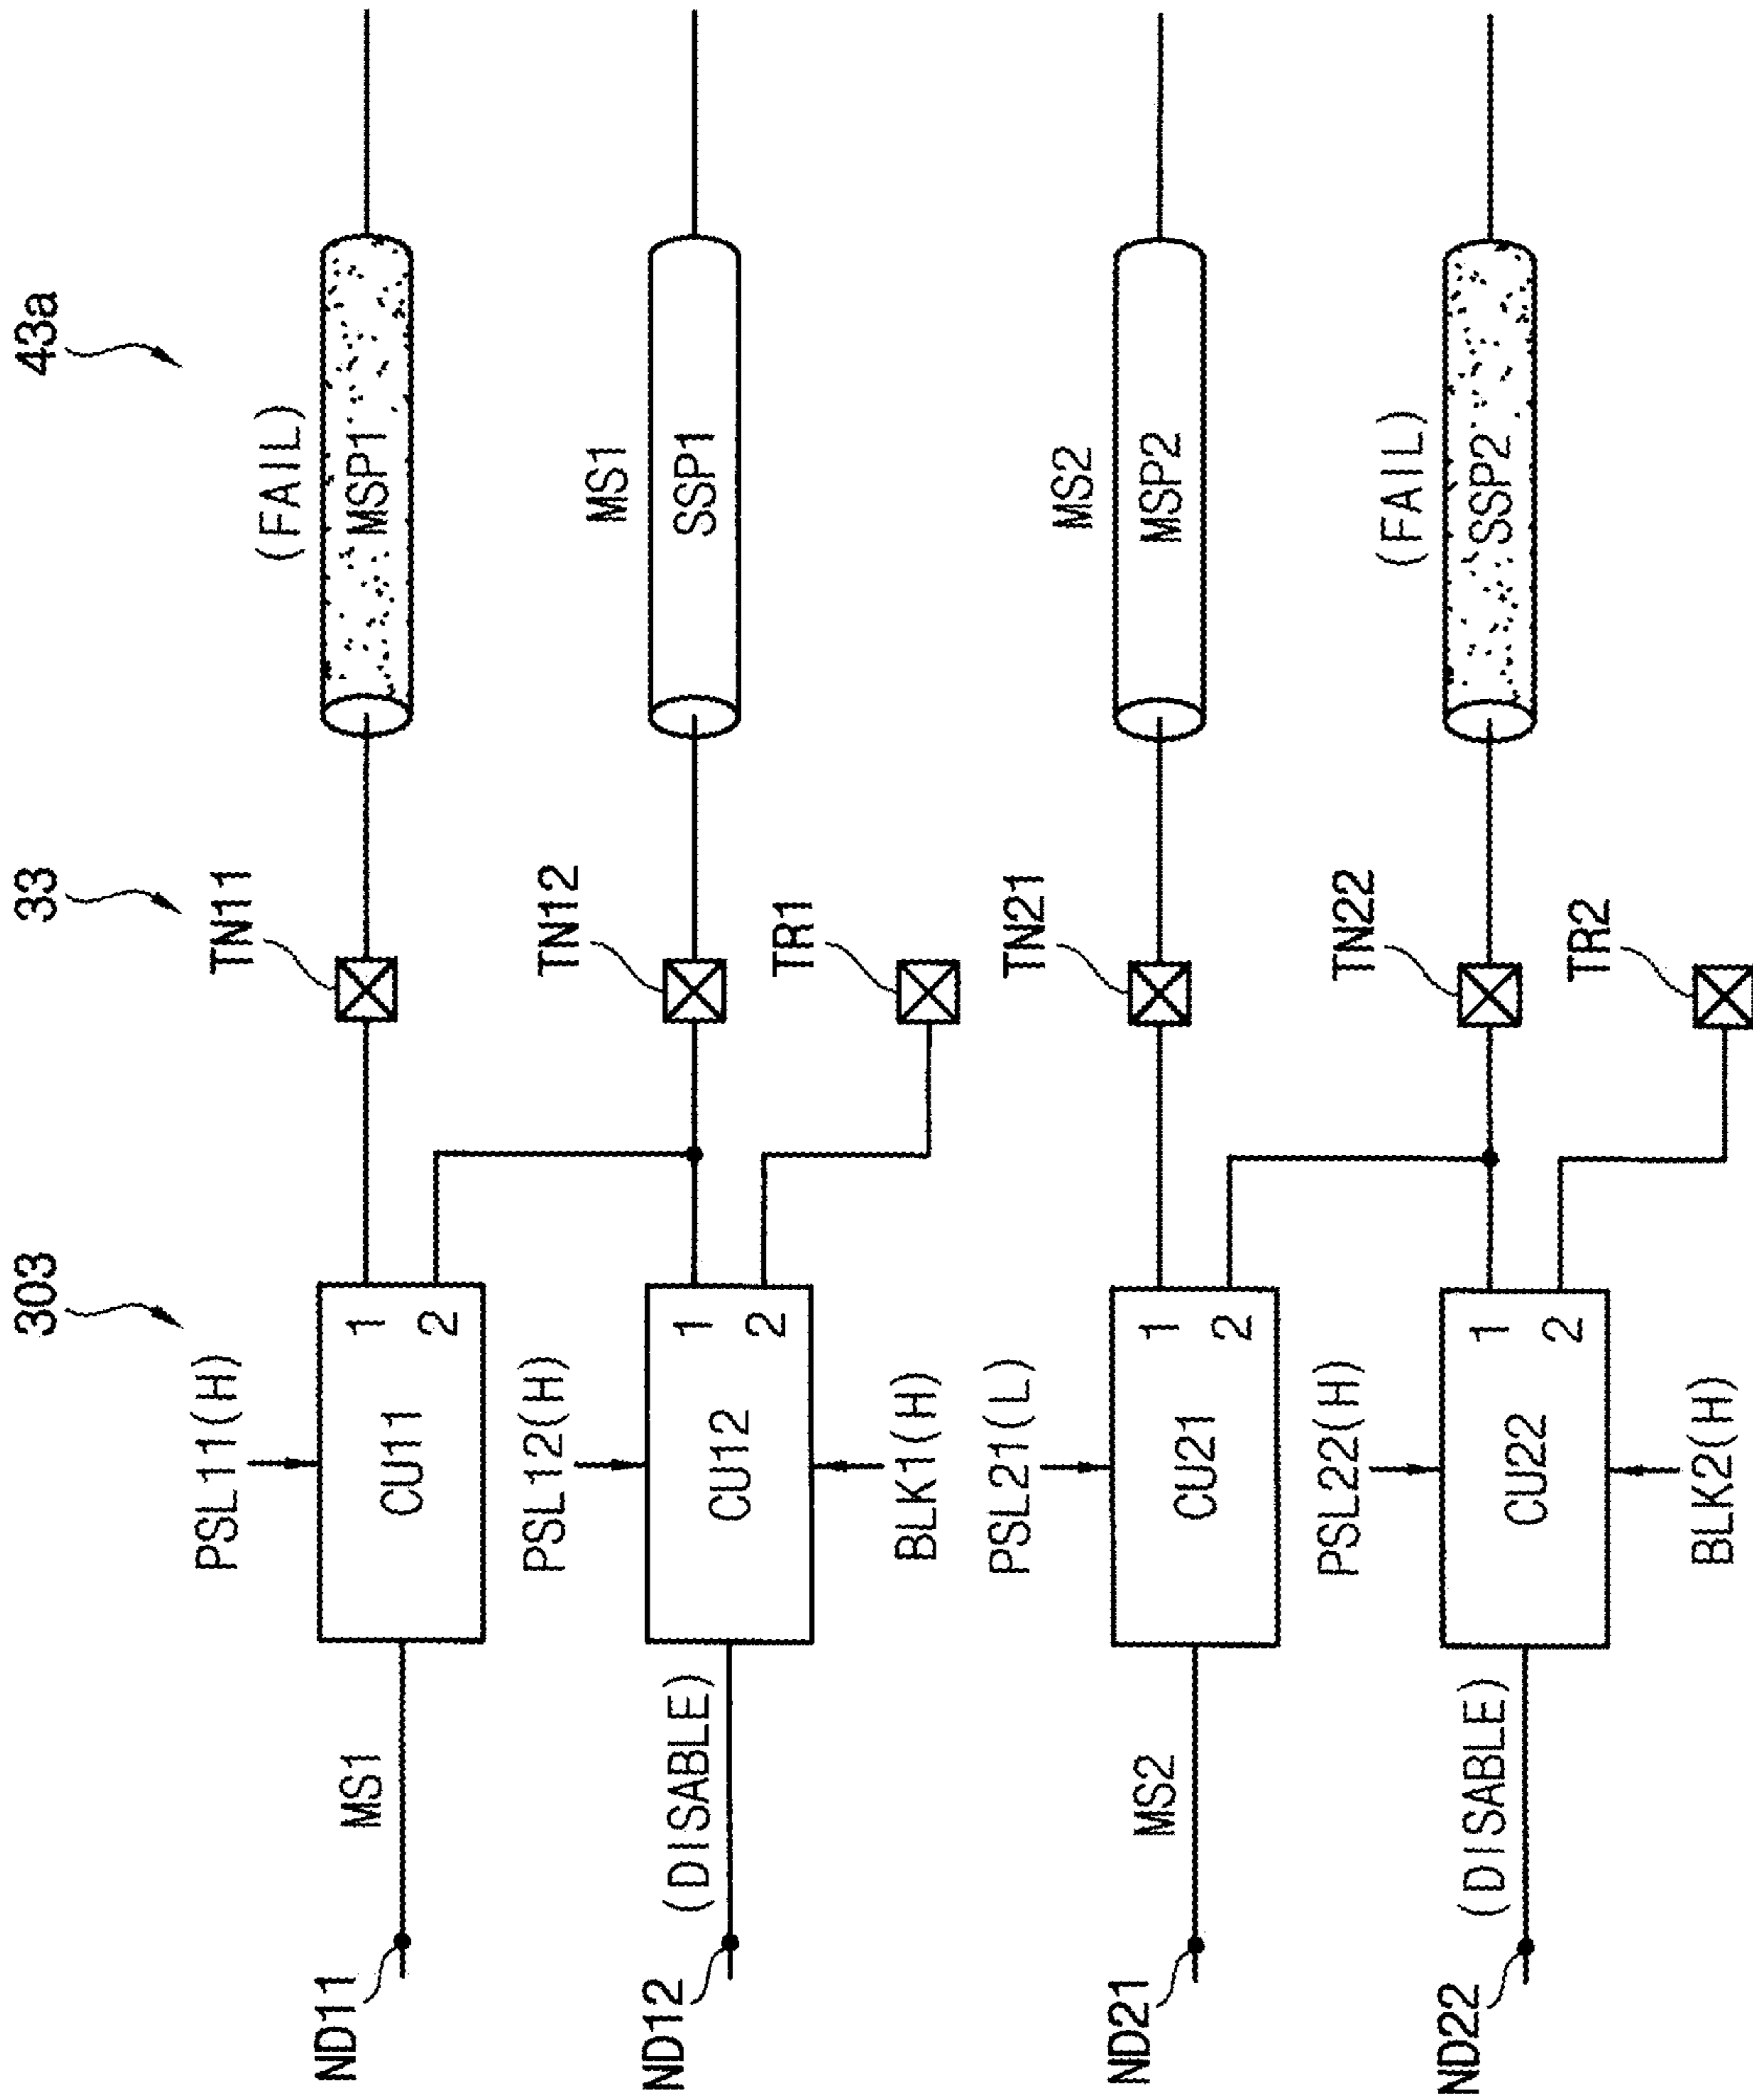 303
33
43a
PSL11(H)
TN11
(FAIL)
ND11
MS1
CU11
1
2
MSP1
PSL12(H)
TN12
MS1
ND12
(DISABLE)
CU12
1
2
SSP1
BLK1(H)
TR1
PSL21(L)
TN21
MS2
ND21
MS2
CU21
1
2
MSP2
PSL22(H)
TN22
(FAIL)
ND22
(DISABLE)
CU22
1
2
SSP2
BLK2(H)
TR2